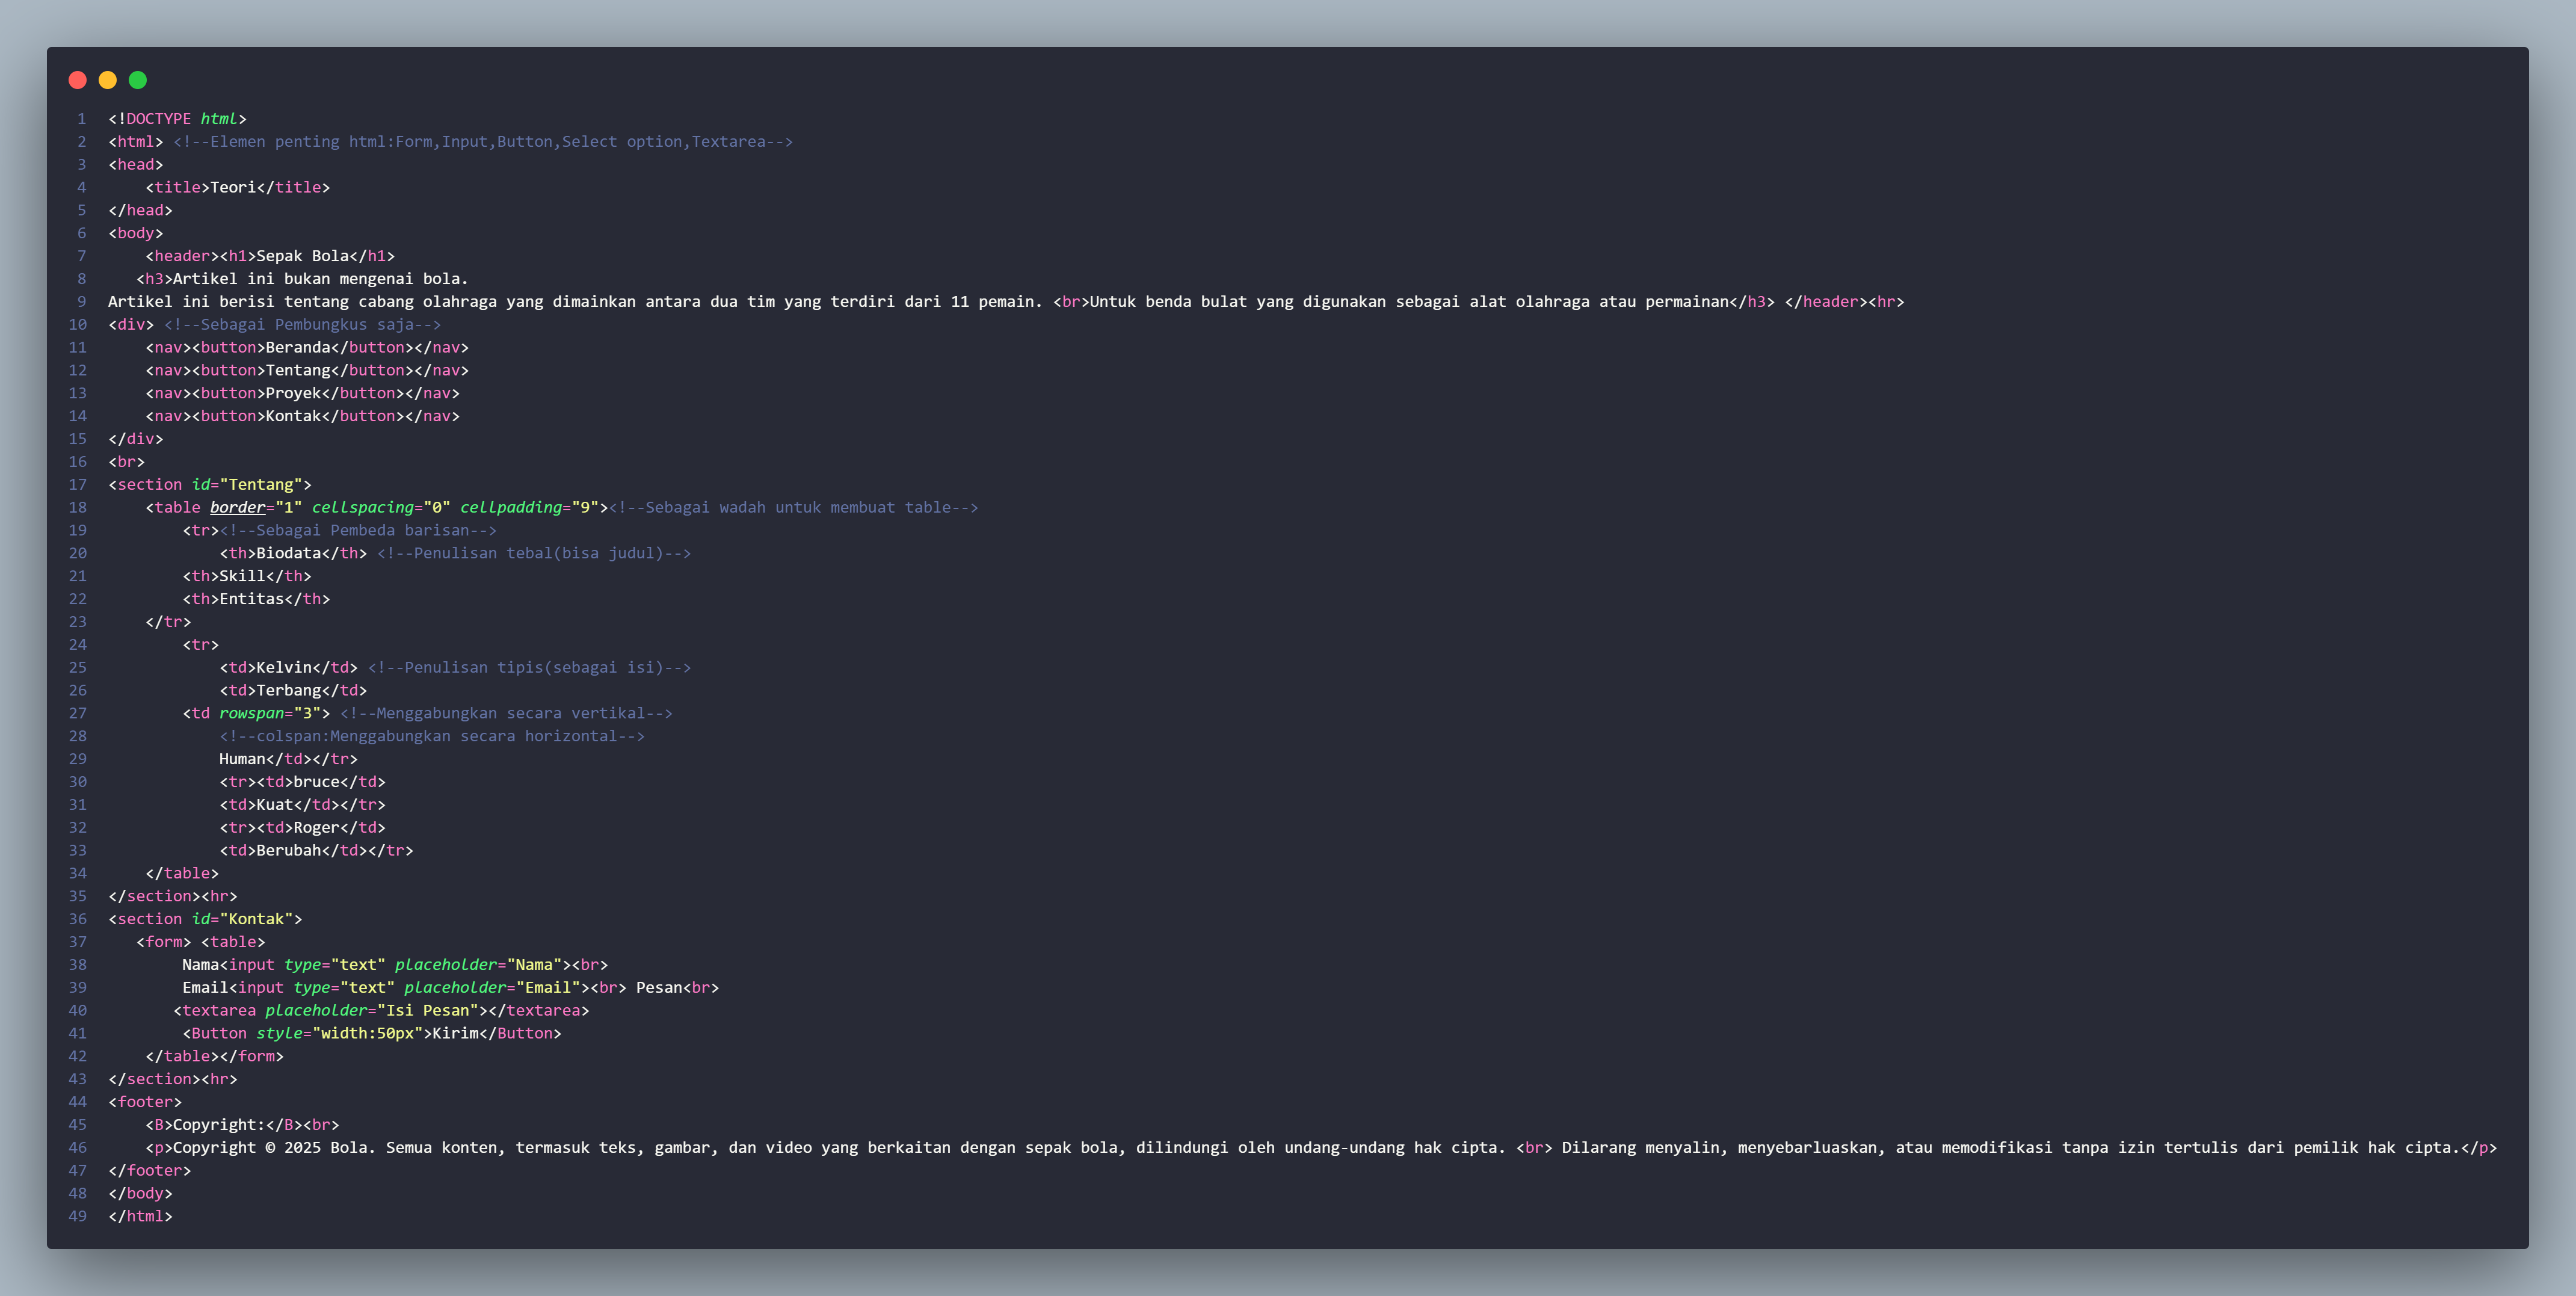 1 <!DOCTYPE html>
2 <html> <!--Elemen penting html:Form,Input,Button,Select option,Textarea-->
3 <head>
4     <title>Teori</title>
5 </head>
6 <body>
7     <header><h1>Sepak Bola</h1>
8    <h3>Artikel ini bukan mengenai bola.
9 Artikel ini berisi tentang cabang olahraga yang dimainkan antara dua tim yang terdiri dari 11 pemain. <br>Untuk benda bulat yang digunakan sebagai alat olahraga atau permainan</h3> </header><hr>
10 <div> <!--Sebagai Pembungkus saja-->
11     <nav><button>Beranda</button></nav>
12     <nav><button>Tentang</button></nav>
13     <nav><button>Proyek</button></nav>
14     <nav><button>Kontak</button></nav>
15 </div>
16 <br>
17 <section id="Tentang">
18     <table border="1" cellspacing="0" cellpadding="9"><!--Sebagai wadah untuk membuat table-->
19         <tr><!--Sebagai Pembeda barisan-->
20             <th>Biodata</th> <!--Penulisan tebal(bisa judul)-->
21         <th>Skill</th>
22         <th>Entitas</th>
23     </tr>
24         <tr>
25             <td>Kelvin</td> <!--Penulisan tipis(sebagai isi)-->
26             <td>Terbang</td>
27         <td rowspan="3"> <!--Menggabungkan secara vertikal-->
28             <!--colspan:Menggabungkan secara horizontal-->
29             Human</td></tr>
30             <tr><td>bruce</td>
31             <td>Kuat</td></tr>
32             <tr><td>Roger</td>
33             <td>Berubah</td></tr>
34     </table>
35 </section><hr>
36 <section id="Kontak">
37    <form> <table>
38         Nama<input type="text" placeholder="Nama"><br>
39         Email<input type="text" placeholder="Email"><br> Pesan<br>
40        <textarea placeholder="Isi Pesan"></textarea>
41         <Button style="width:50px">Kirim</Button>
42     </table></form>
43 </section><hr>
44 <footer>
45     <B>Copyright:</B><br>
46     <p>Copyright © 2025 Bola. Semua konten, termasuk teks, gambar, dan video yang berkaitan dengan sepak bola, dilindungi oleh undang-undang hak cipta. <br> Dilarang menyalin, menyebarluaskan, atau memodifikasi tanpa izin tertulis dari pemilik hak cipta.</p>
47 </footer>
48 </body>
49 </html>